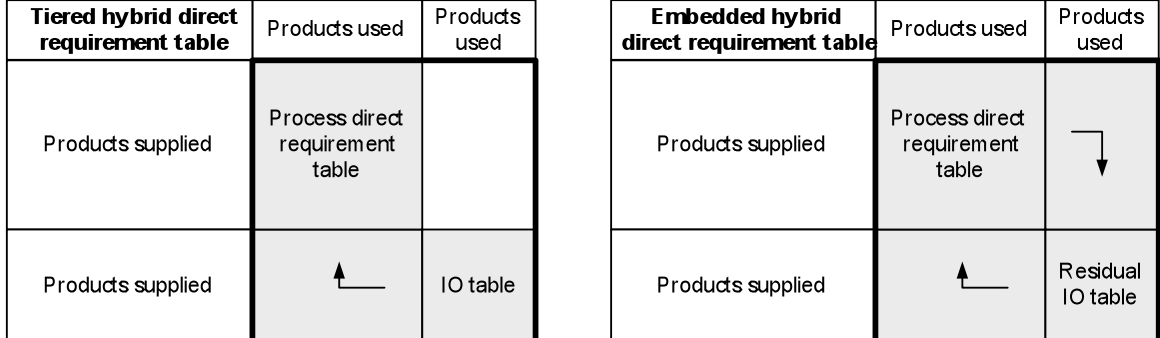 Tiered hybrid direct
requirement table
Products used
Products
used
Products supplied
Process direct
requirement
table
Products supplied
IO table
Embedded hybrid
direct requirement table
Products used
Products
used
Products supplied
Process direct
requirement
table
Products supplied
Residual
IO table